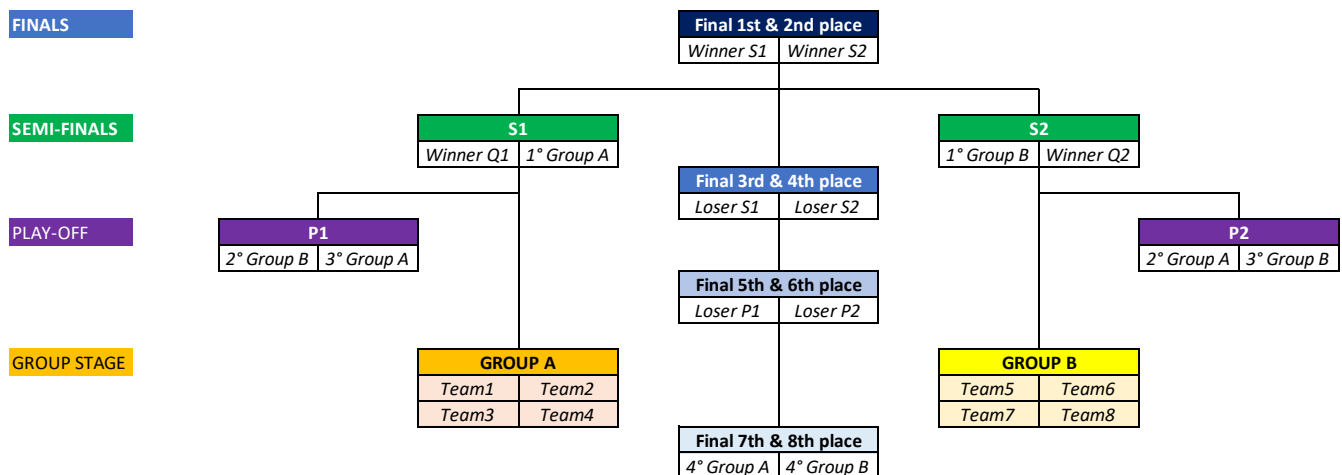 FINALS
Final 1st & 2nd place
Winner S1 Winner S2
SEMI-FINALS
S1
S2
Winner Q1 1° Group A
1° Group B Winner Q2
Final 3rd & 4th place
Loser S1 Loser S2
PLAY-OFF
P1
P2
2° Group B 3° Group A
2° Group A 3° Group B
Final 5th & 6th place
Loser P1 Loser P2
GROUP STAGE
GROUP A
GROUP B
Team1 Team2
Team5 Team6
Team3 Team4
Team7 Team8
Final 7th & 8th place
4° Group A 4° Group B